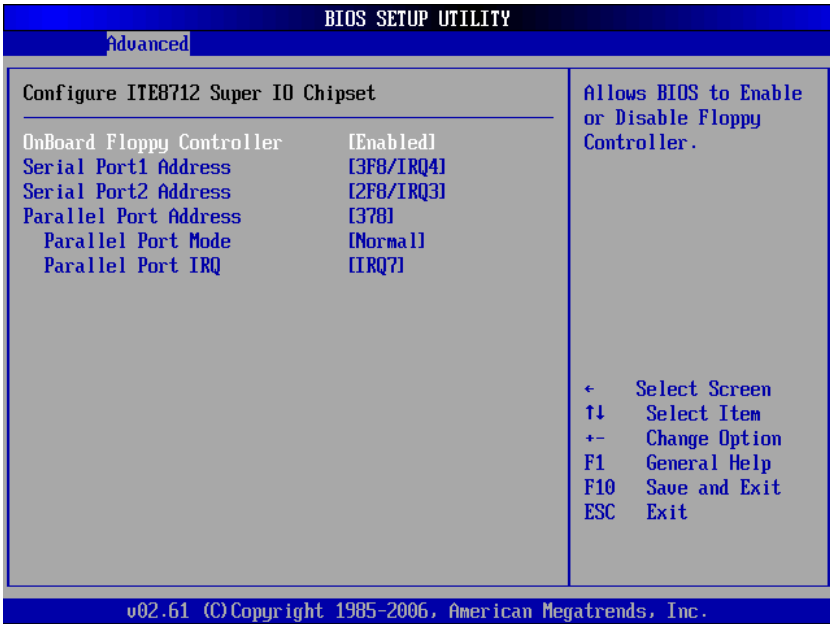 BIOS SETUP UTILITY
Advanced
Configure ITE8712 Super IO Chipset
OnBoard Floppy Controller [Enabled]
Serial Port1 Address [3F8/IRQ4]
Serial Port2 Address [2F8/IRQ3]
Parallel Port Address [378]
Parallel Port Mode [Normal]
Parallel Port IRQ [IRQ7]
Allows BIOS to Enable
or Disable Floppy
Controller.
← Select Screen
↑↓ Select Item
+- Change Option
F1 General Help
F10 Save and Exit
ESC Exit
v02.61 (C)Copyright 1985-2006, American Megatrends, Inc.